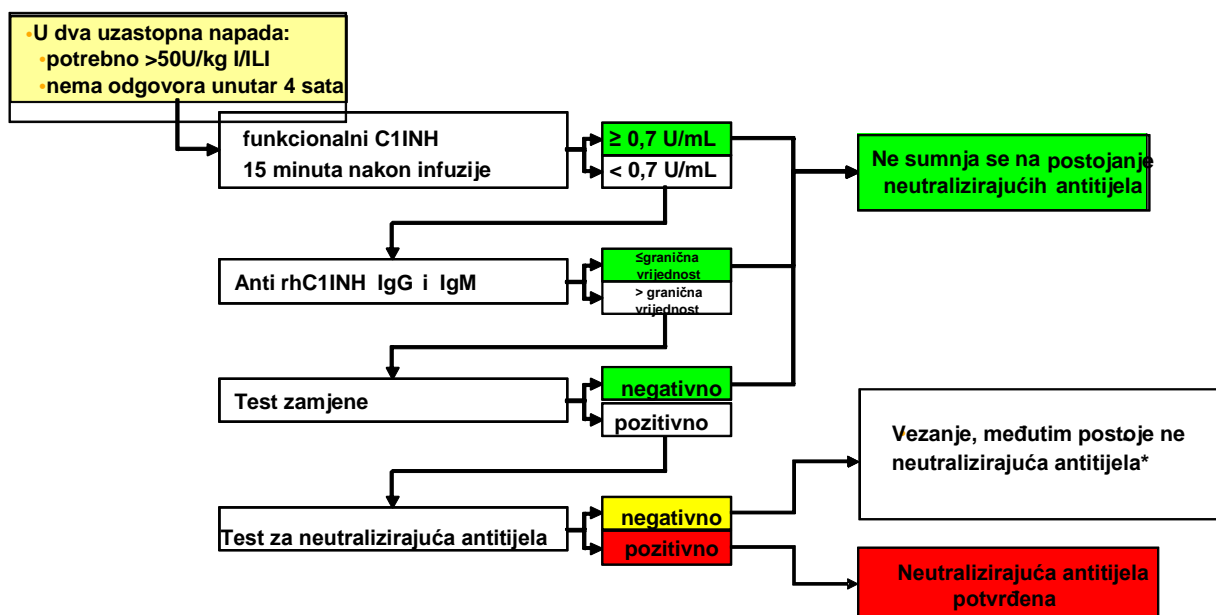 •U dva uzastopna napada:
•potrebno >50U/kg I/ILI
•nema odgovora unutar 4 sata
funkcionalni C1INH
15 minuta nakon infuzije
≥ 0,7 U/mL
< 0,7 U/mL
Ne sumnja se na postojanje
neutralizirajućih antitijela
Anti rhC1INH IgG i IgM
≤granična
vrijednost
> granična
vrijednost
Test zamjene
negativno
pozitivno
Vezanje, međutim postoje ne
neutralizirajuća antitijela*
Test za neutralizirajuća antitijela
negativno
pozitivno
Neutralizirajuća antitijela
potvrđena